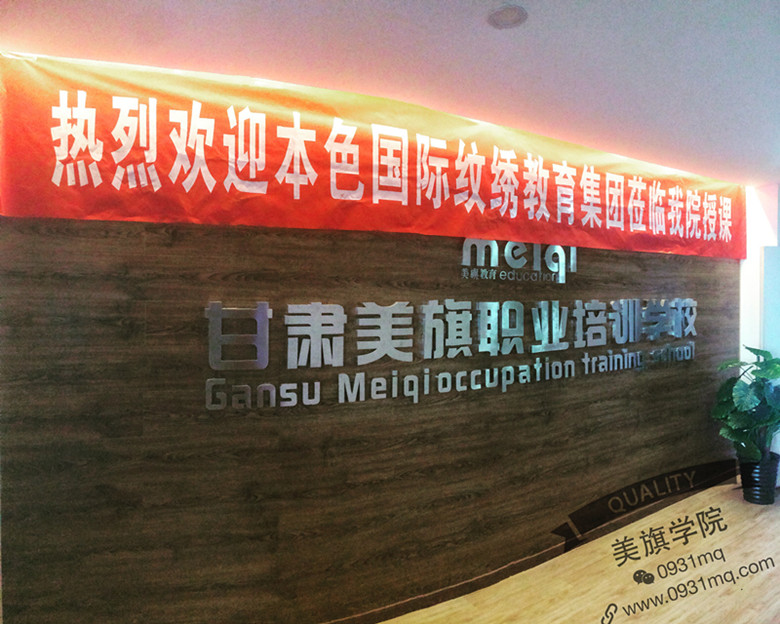 热烈欢迎本色国际纹绣教育集团莅临我院授课
meiqi
美旗教育 education
甘肃美旗职业培训学校
Gansu Meiqi occupation training school
QUALITY
美旗学院
0931mq
www.0931mq.com